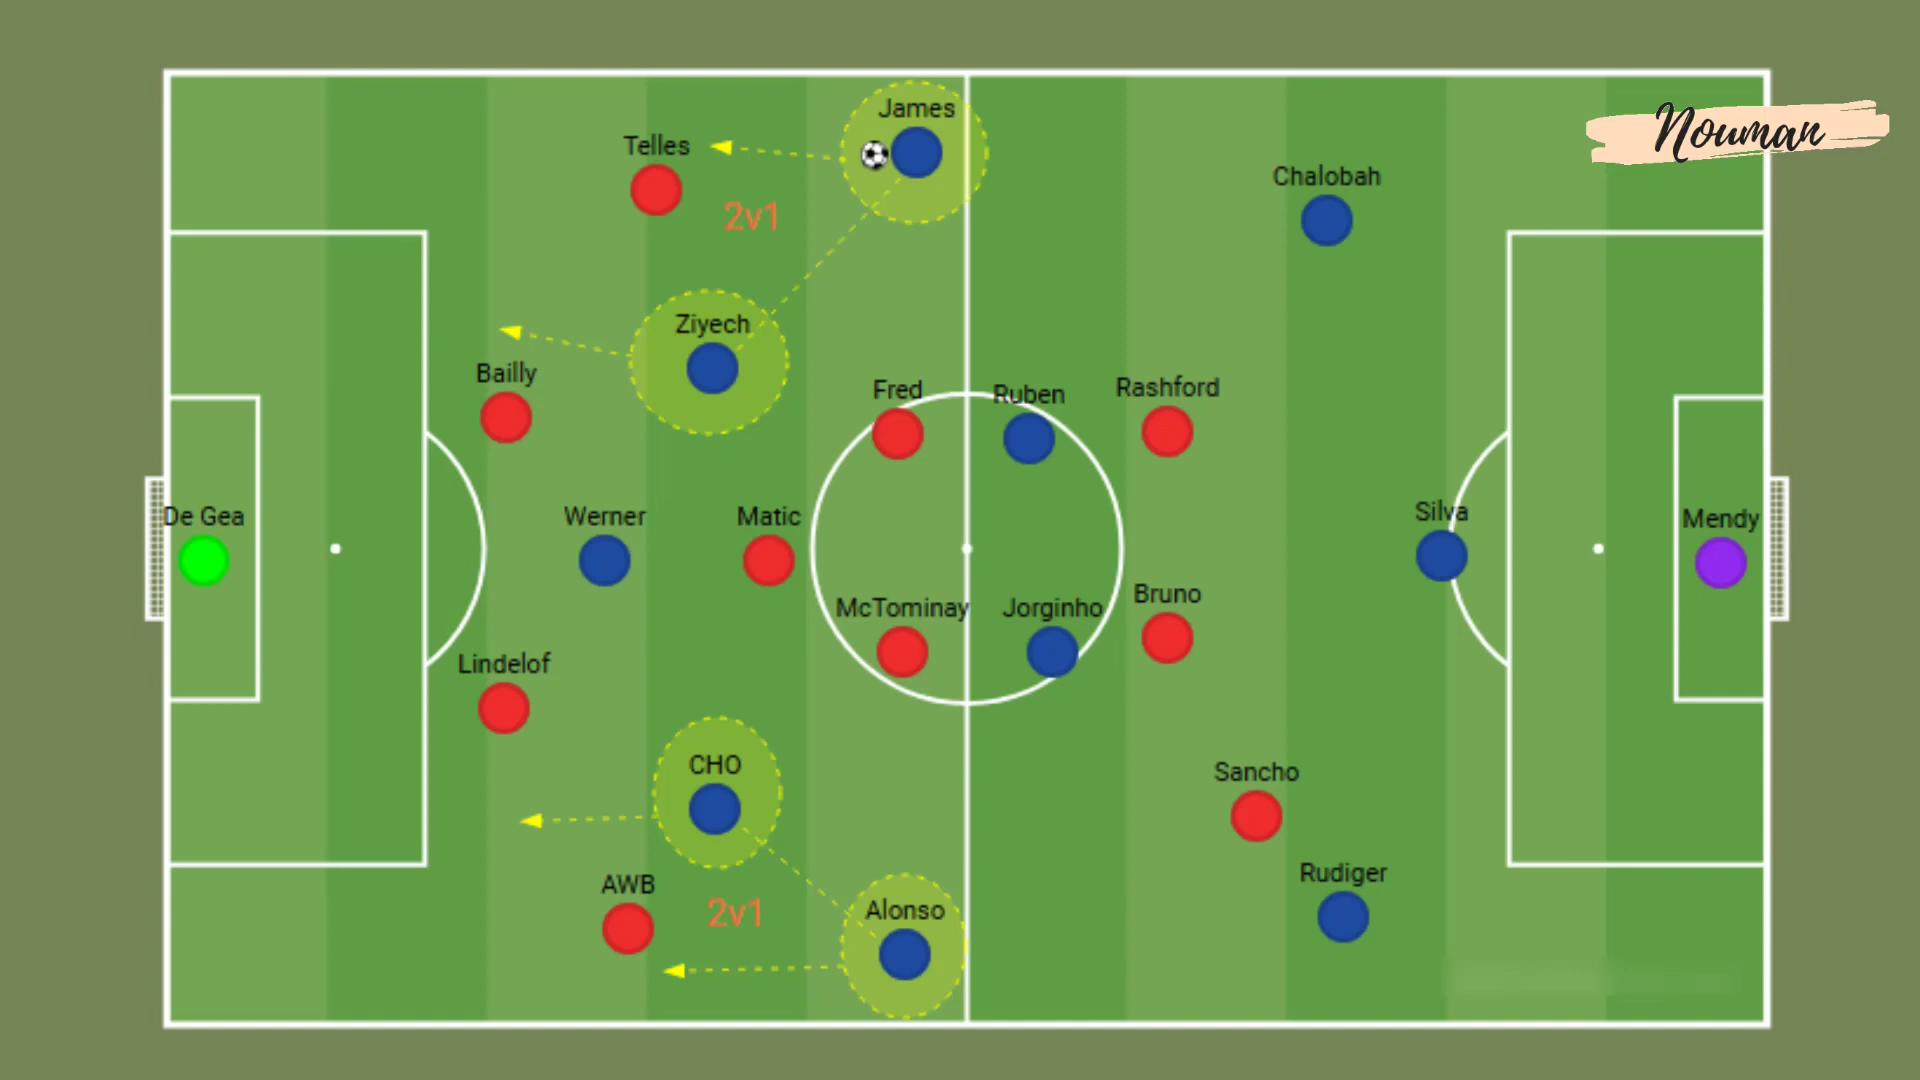 Nouman
James
Telles
Chalobah
2v1
Ziyech
Bailly
Fred
Ruben
Rashford
De Gea
Werner
Matic
Silva
Mendy
McTominay
Jorginho
Bruno
Lindelof
CHO
Sancho
AWB
2v1
Alonso
Rudiger